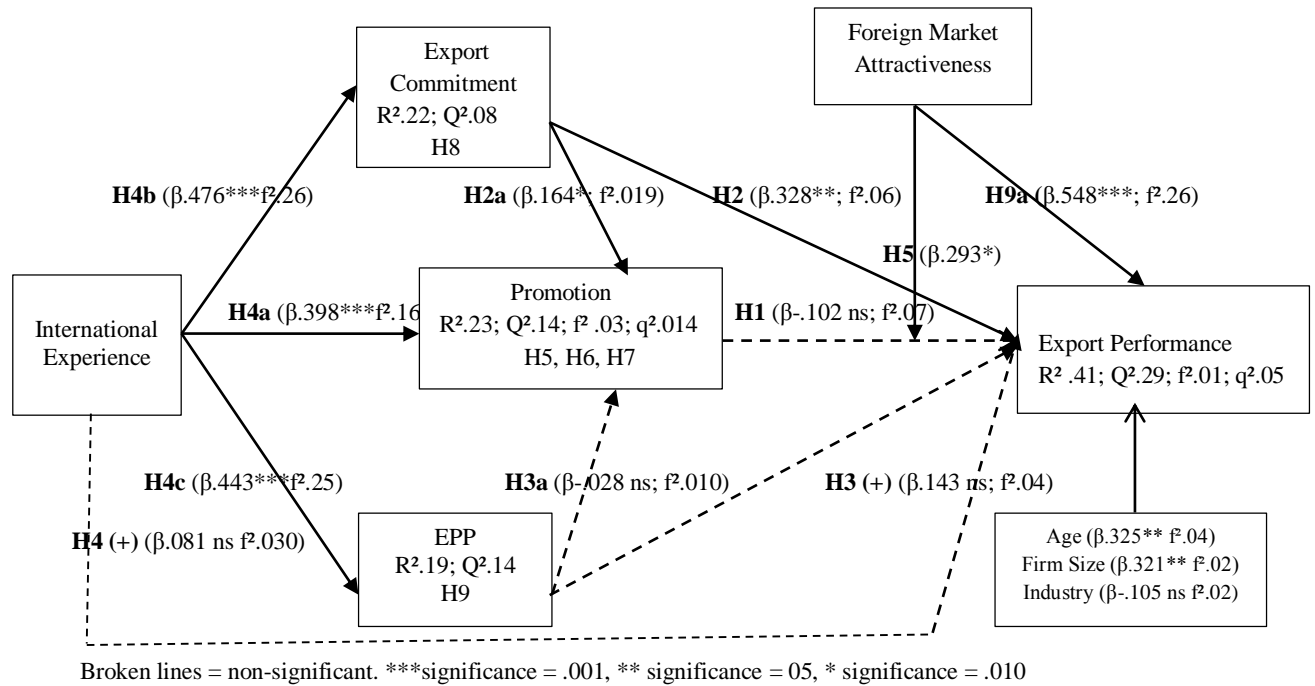 Export
Commitment
R².22; Q².08
H8
Foreign Market
Attractiveness
H4b (β.476***f².26)
H2a (β.164*; f².019)
H2 (β.328**; f².06)
H9a (β.548***; f².26)
H5 (β.293*)
International
Experience
H4a (β.398***f².16
Promotion
R².23; Q².14; f² .03; q².014
H5, H6, H7
H1 (β-.102 ns; f².07)
Export Performance
R² .41; Q².29; f².01; q².05
H4c (β.443***f².25)
H3a (β-.028 ns; f².010)
H3 (+) (β.143 ns; f².04)
H4 (+) (β.081 ns f².030)
EPP
R².19; Q².14
H9
Age (β.325** f².04)
Firm Size (β.321** f².02)
Industry (β-.105 ns f².02)
Broken lines = non-significant. ***significance = .001, ** significance = 05, * significance = .010